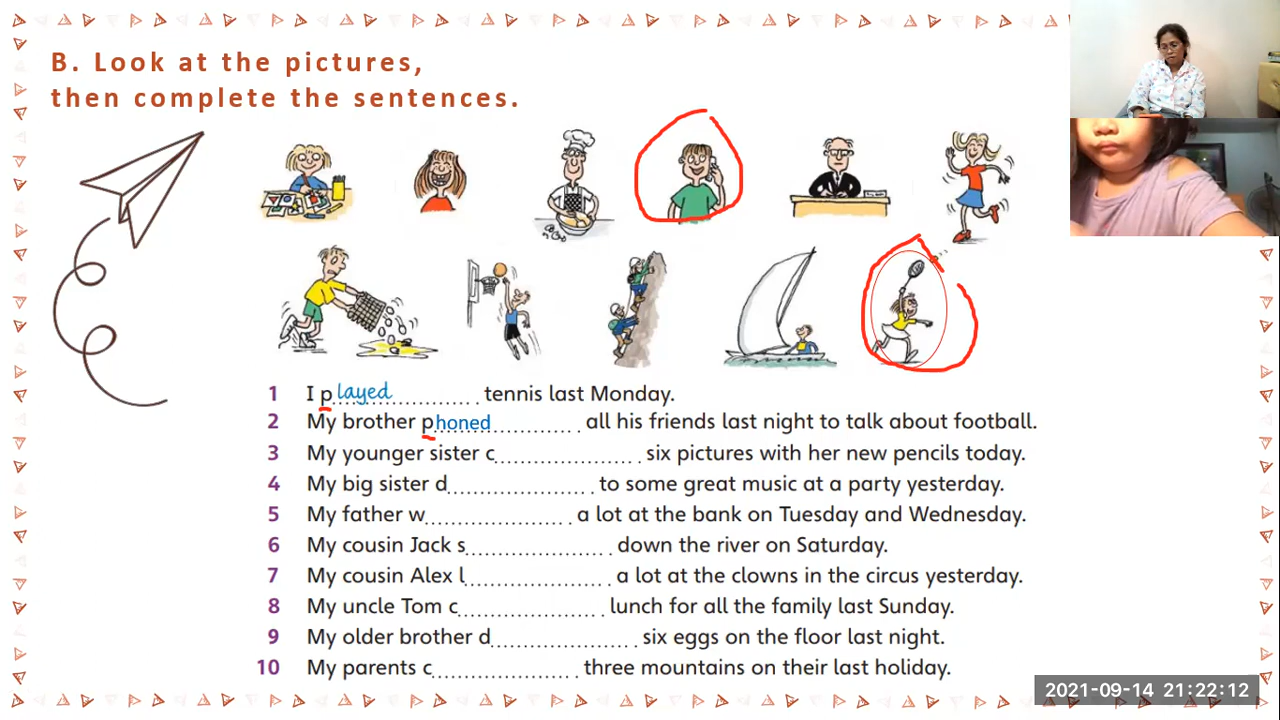 B. Look at the pictures,
then complete the sentences.
1 I played tennis last Monday.
2 My brother phoned all his friends last night to talk about football.
3 My younger sister c.................... six pictures with her new pencils today.
4 My big sister d.................... to some great music at a party yesterday.
5 My father w.................... a lot at the bank on Tuesday and Wednesday.
6 My cousin Jack s.................... down the river on Saturday.
7 My cousin Alex l.................... a lot at the clowns in the circus yesterday.
8 My uncle Tom c.................... lunch for all the family last Sunday.
9 My older brother d.................... six eggs on the floor last night.
10 My parents c.................... three mountains on their last holiday.
2021-09-14 21:22:12